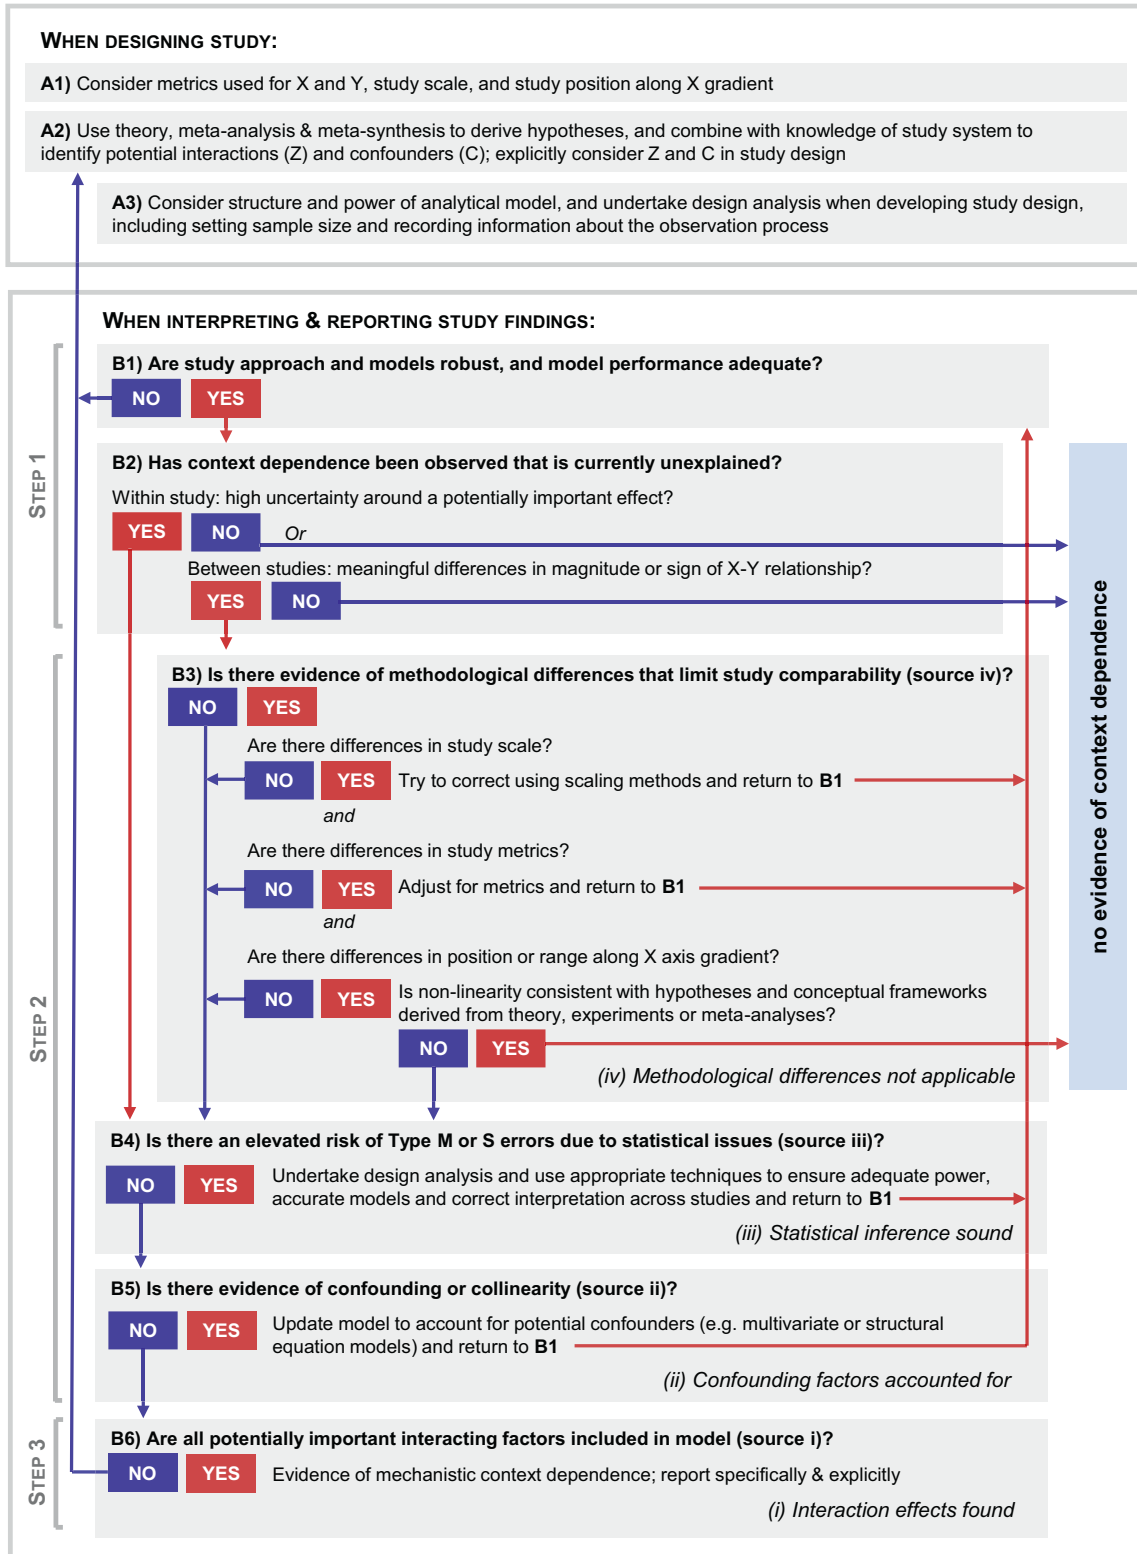 WHEN DESIGNING STUDY:
A1) Consider metrics used for X and Y, study scale, and study position along X gradient
A2) Use theory, meta-analysis & meta-synthesis to derive hypotheses, and combine with knowledge of study system to
identify potential interactions (Z) and confounders (C); explicitly consider Z and C in study design
A3) Consider structure and power of analytical model, and undertake design analysis when developing study design,
including setting sample size and recording information about the observation process
WHEN INTERPRETING & REPORTING STUDY FINDINGS:
STEP 1
B1) Are study approach and models robust, and model performance adequate?
NO YES
B2) Has context dependence been observed that is currently unexplained?
Within study: high uncertainty around a potentially important effect?
YES NO Or
Between studies: meaningful differences in magnitude or sign of X-Y relationship?
YES NO
no evidence of context dependence
STEP 2
B3) Is there evidence of methodological differences that limit study comparability (source iv)?
NO YES
Are there differences in study scale?
NO YES Try to correct using scaling methods and return to B1
and
Are there differences in study metrics?
NO YES Adjust for metrics and return to B1
and
Are there differences in position or range along X axis gradient?
NO YES Is non-linearity consistent with hypotheses and conceptual frameworks
derived from theory, experiments or meta-analyses?
NO YES
(iv) Methodological differences not applicable
B4) Is there an elevated risk of Type M or S errors due to statistical issues (source iii)?
NO YES Undertake design analysis and use appropriate techniques to ensure adequate power,
accurate models and correct interpretation across studies and return to B1
(iii) Statistical inference sound
B5) Is there evidence of confounding or collinearity (source ii)?
NO YES Update model to account for potential confounders (e.g. multivariate or structural
equation models) and return to B1
(ii) Confounding factors accounted for
STEP 3
B6) Are all potentially important interacting factors included in model (source i)?
NO YES Evidence of mechanistic context dependence; report specifically & explicitly
(i) Interaction effects found